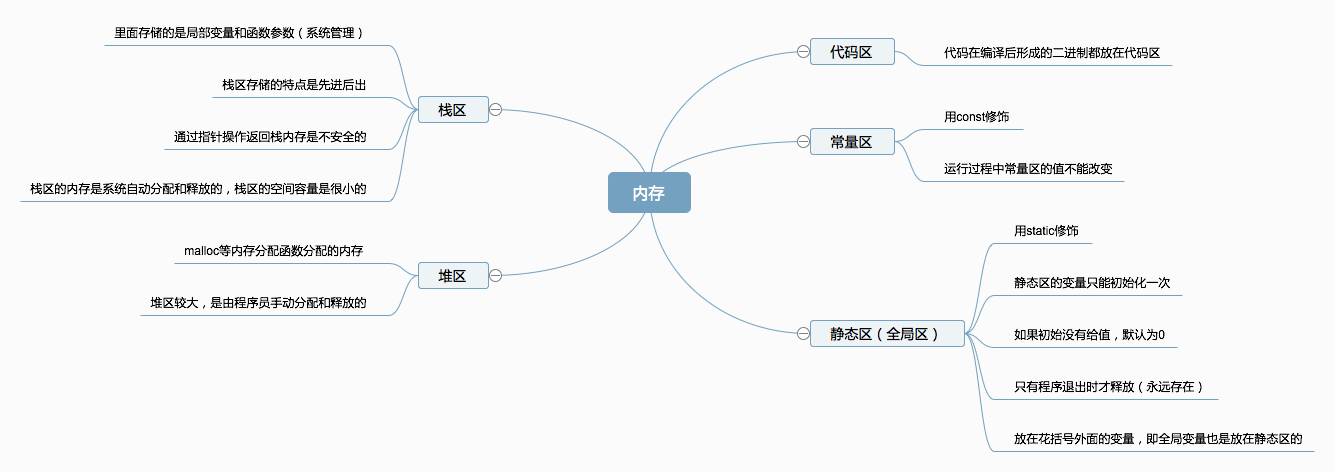 内存
栈区
里面存储的是局部变量和函数参数（系统管理）
栈区存储的特点是先进后出
通过指针操作返回栈内存是不安全的
栈区的内存是系统自动分配和释放的，栈区的空间容量是很小的
堆区
malloc等内存分配函数分配的内存
堆区较大，是由程序员手动分配和释放的
代码区
代码在编译后形成的二进制都放在代码区
常量区
用const修饰
运行过程中常量区的值不能改变
静态区（全局区）
用static修饰
静态区的变量只能初始化一次
如果初始没有给值，默认为0
只有程序退出时才释放（永远存在）
放在花括号外面的变量，即全局变量也是放在静态区的